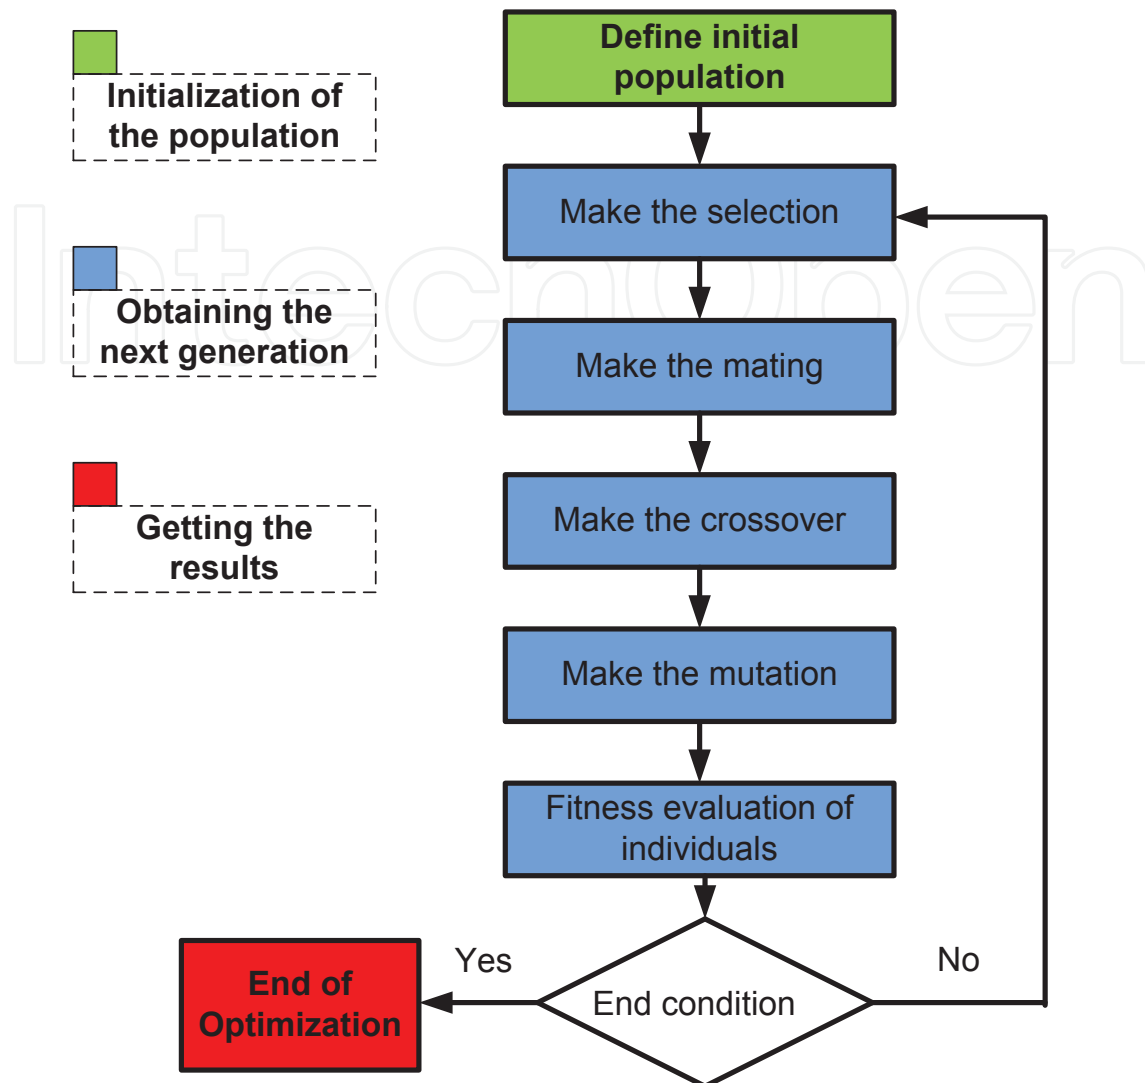 Define initial
population
Initialization of
the population
Make the selection
IntechOpen
Obtaining the
next generation
Make the mating
Getting the
results
Make the crossover
Make the mutation
Fitness evaluation of
individuals
Yes
No
End of
Optimization
End condition